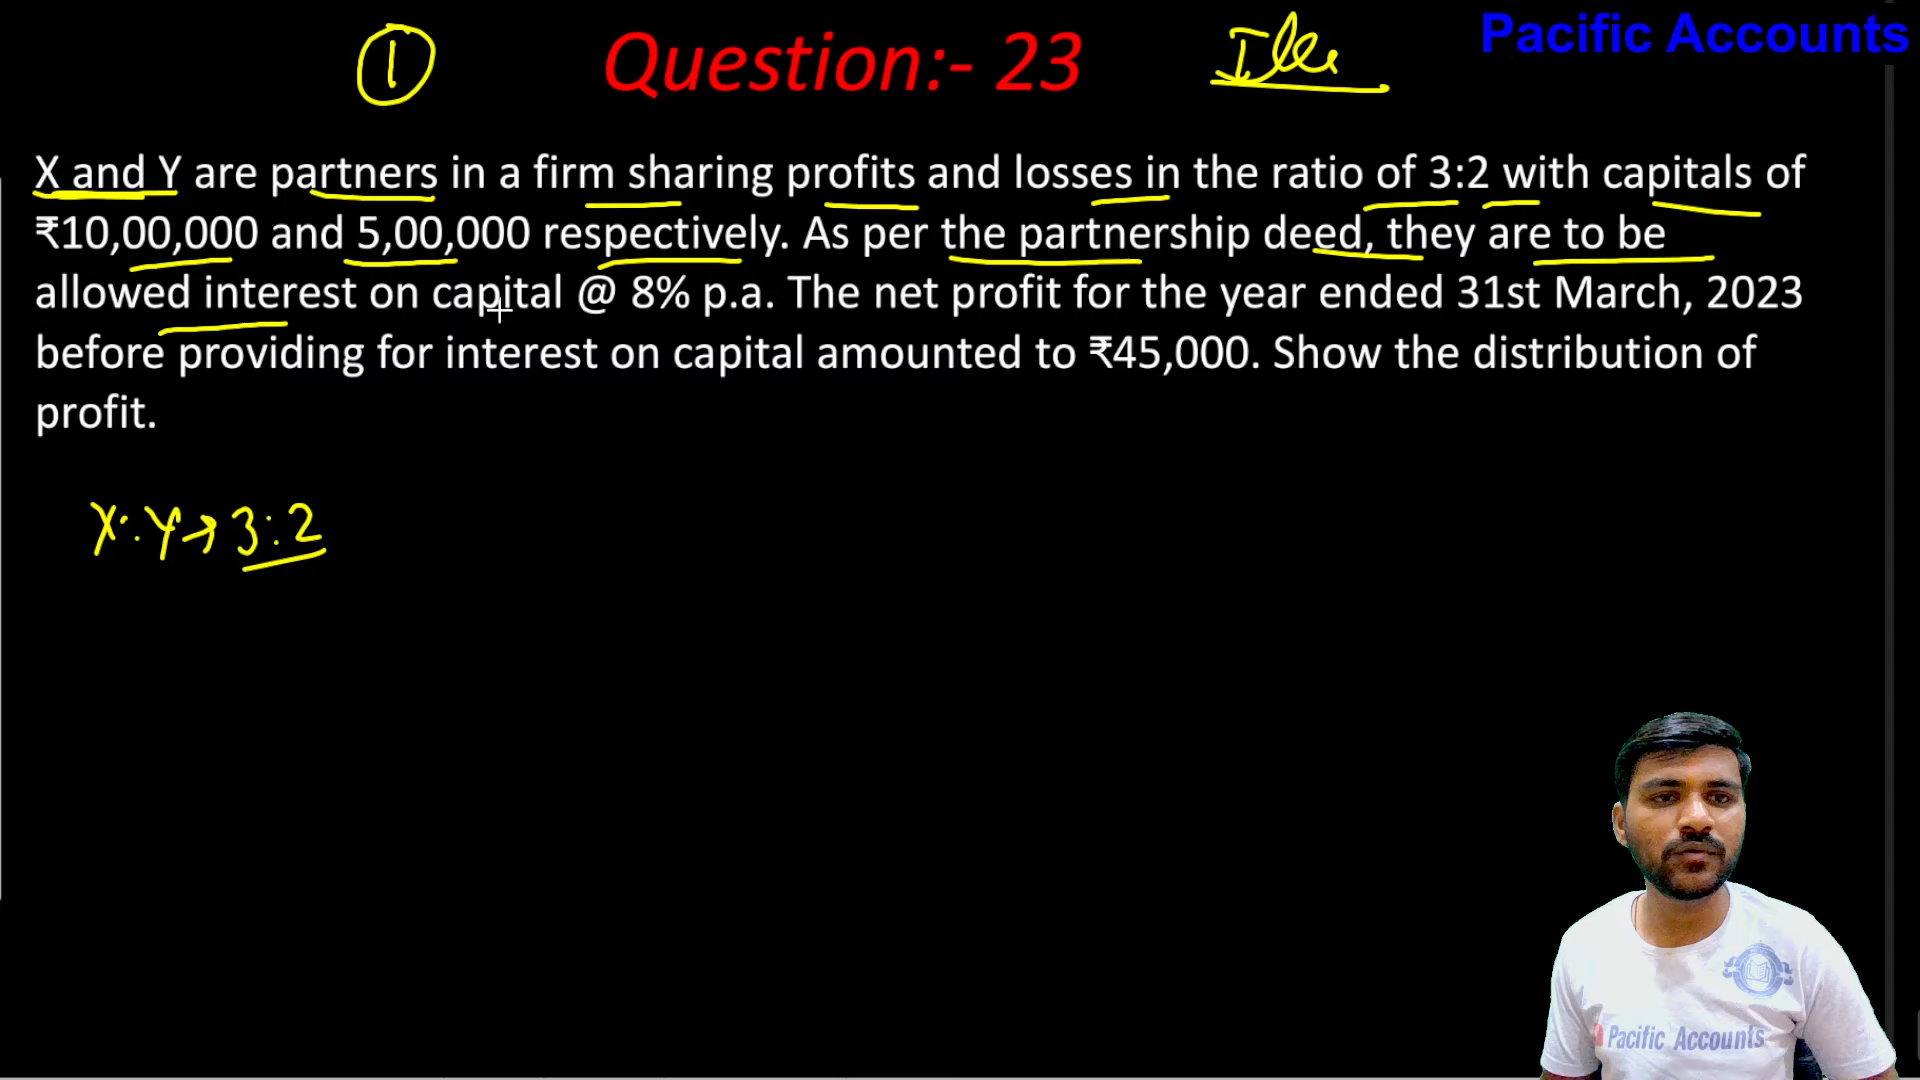 ① Question:- 23 Ills.
Pacific Accounts
X and Y are partners in a firm sharing profits and losses in the ratio of 3:2 with capitals of
₹10,00,000 and 5,00,000 respectively. As per the partnership deed, they are to be
allowed interest on capital @ 8% p.a. The net profit for the year ended 31st March, 2023
before providing for interest on capital amounted to ₹45,000. Show the distribution of
profit.
X:Y→3:2
Pacific Accounts